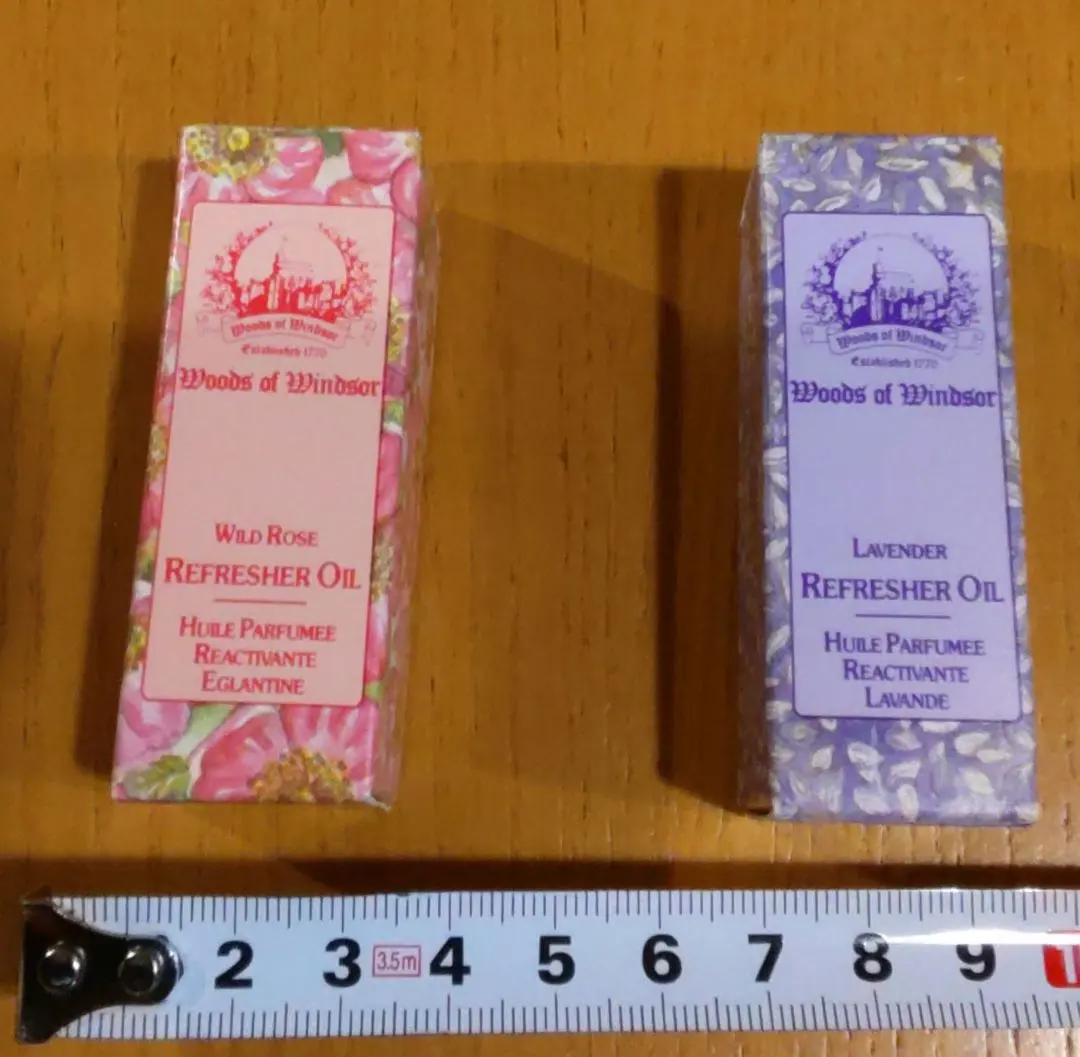 Woods of Windsor
Established 1770
Woods of Windsor
WILD ROSE
REFRESHER OIL
HUILE PARFUMEE
REACTIVANTE
EGLANTINE
Woods of Windsor
Established 1770
Woods of Windsor
LAVENDER
REFRESHER OIL
HUILE PARFUMEE
REACTIVANTE
LAVANDE
2 3 3.5m 4 5 6 7 8 9 1